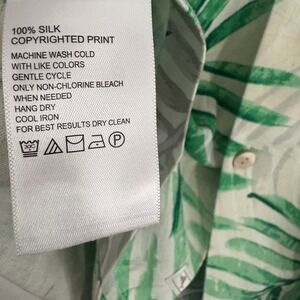 100% SILK
COPYRIGHTED PRINT
MACHINE WASH COLD
WITH LIKE COLORS
GENTLE CYCLE
ONLY NON-CHLORINE BLEACH
WHEN NEEDED
HANG DRY
COOL IRON
FOR BEST RESULTS DRY CLEAN
P